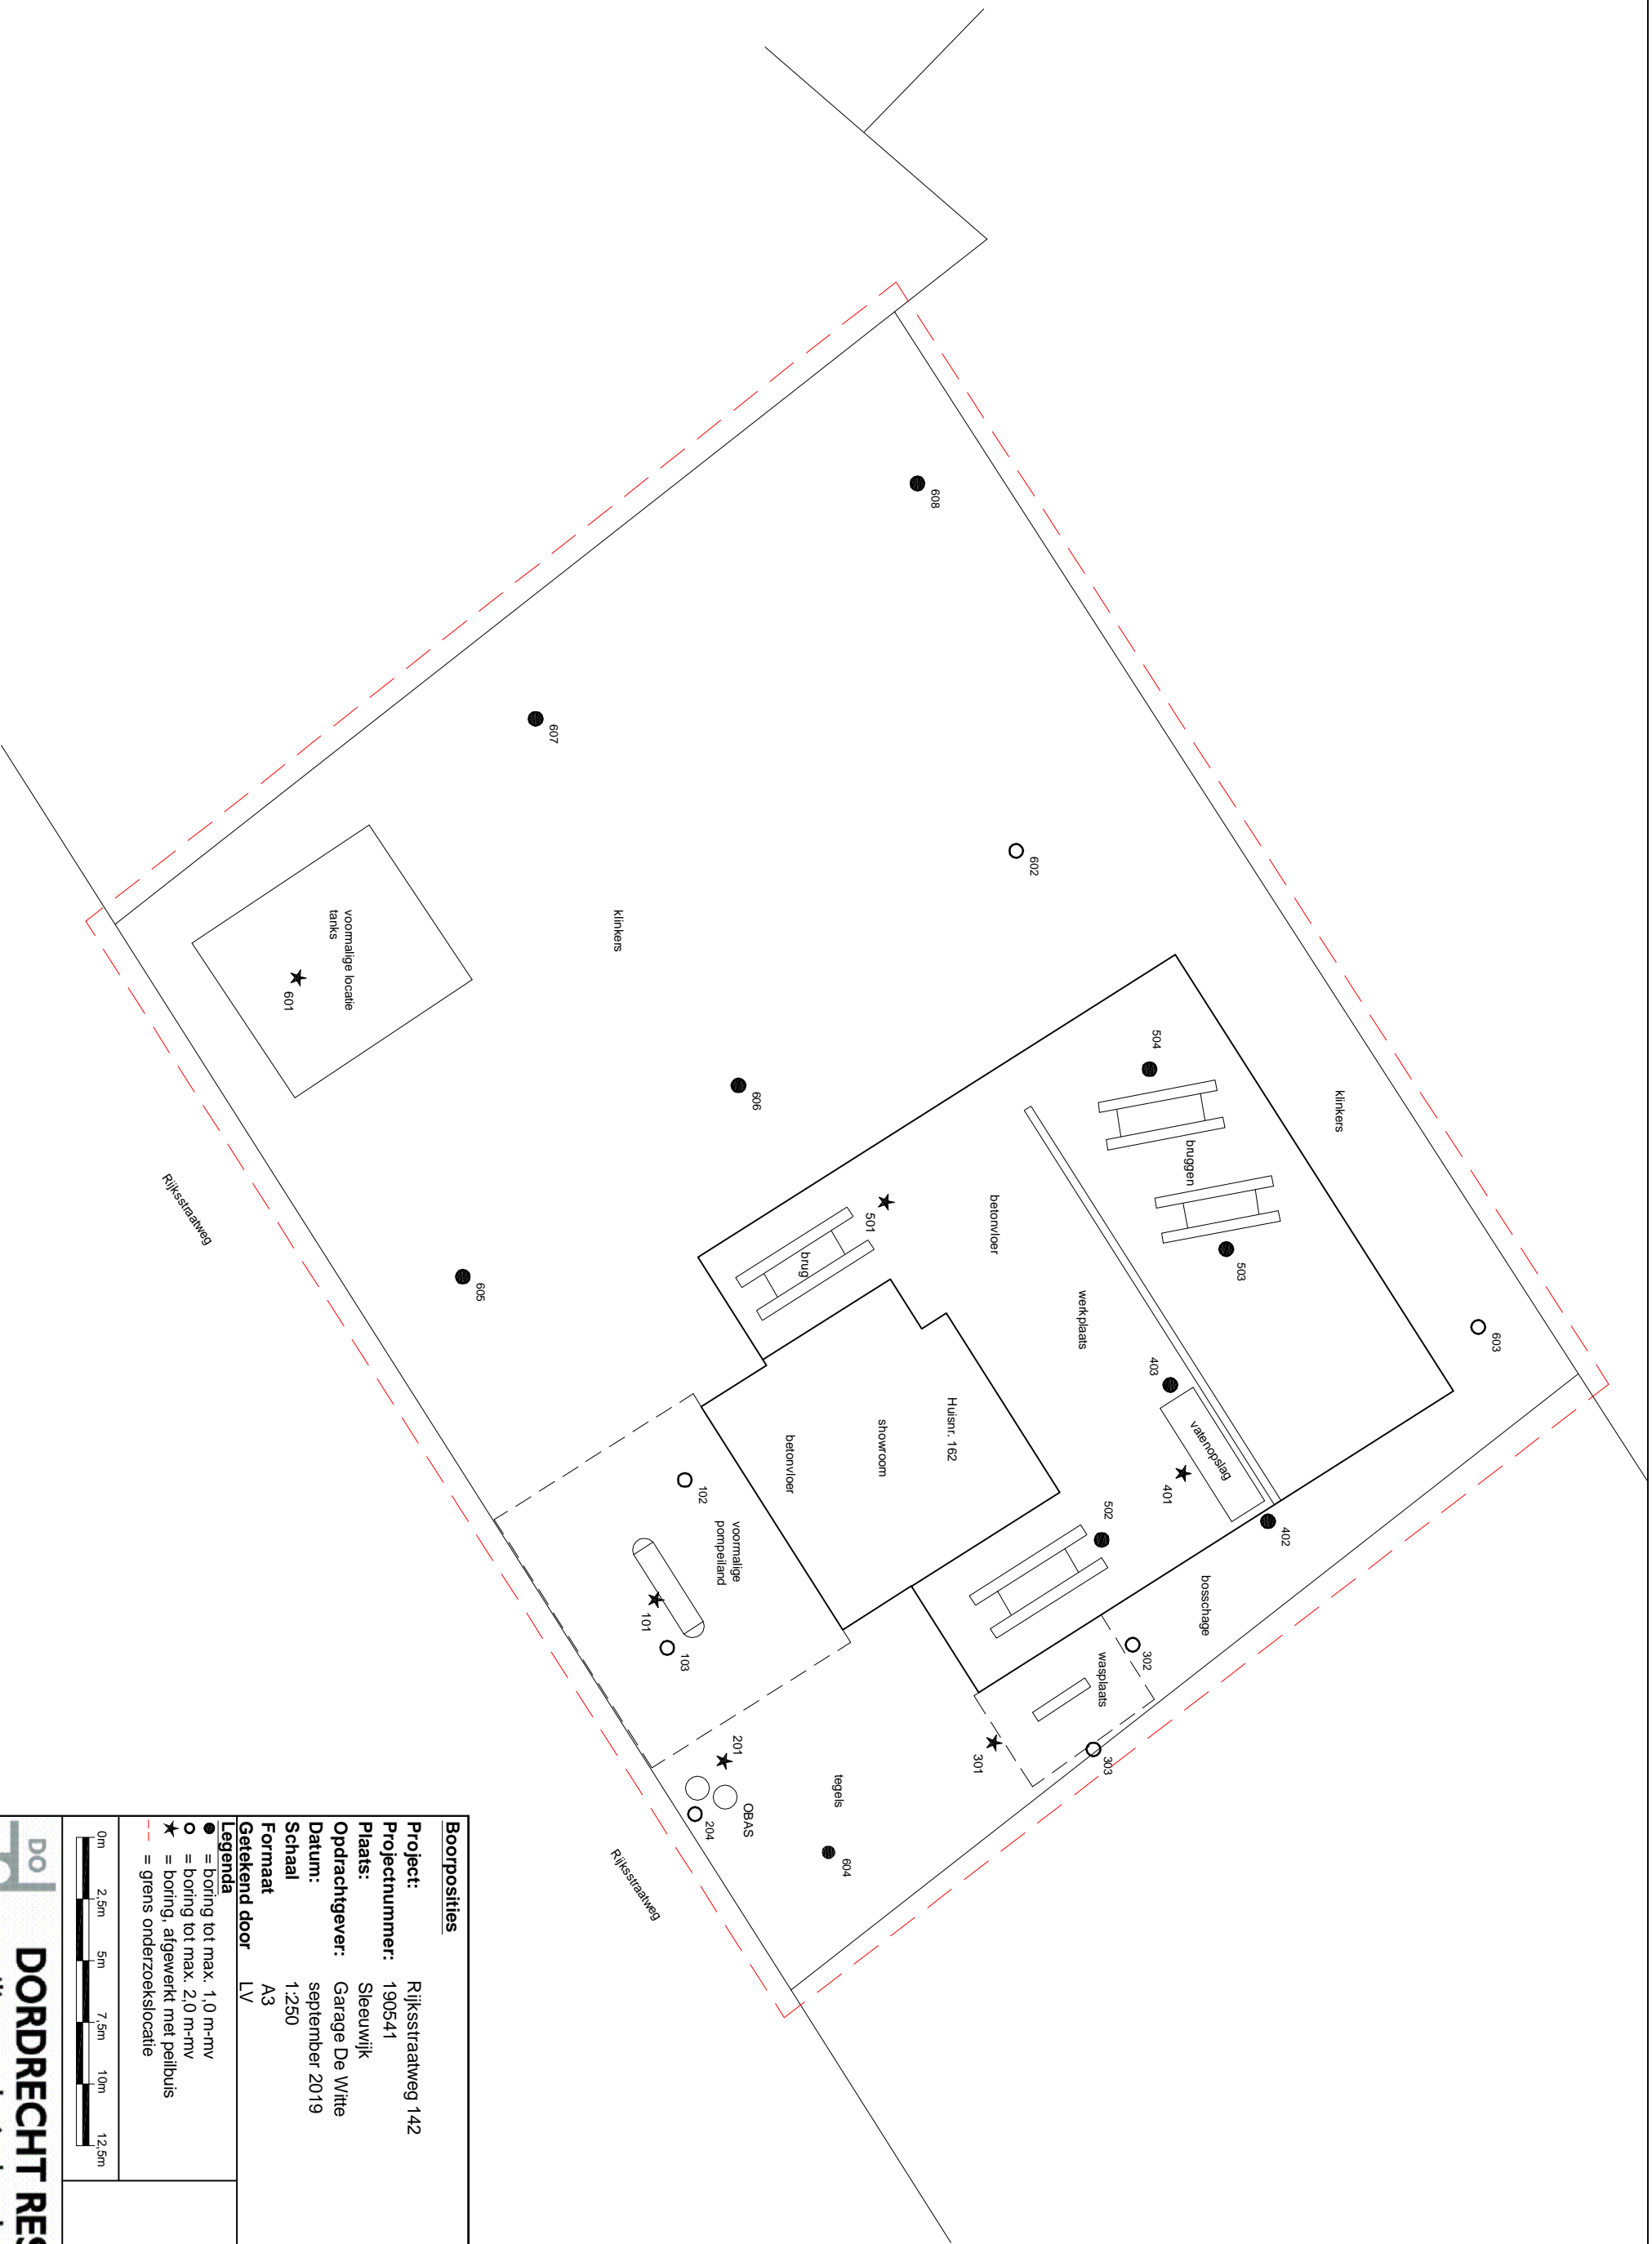 608
607
602
klinkers
voormalige locatie
tanks
601
606
605
Rijksstraatweg
klinkers
504
bruggen
503
603
501
brug
betonvloer
werkplaats
403
vatenopslag
401
402
Huisnr. 162
showroom
betonvloer
502
bosschage
102
voormalige
pompeiland
101
103
302
wasplaats
303
301
201
OBAS
204
tegels
604
Rijksstraatweg
Boorposities
Project: Rijksstraatweg 142
Projectnummer: 190541
Plaats: Sleeuwijk
Opdrachtgever: Garage De Witte
Datum: september 2019
Schaal 1:250
Formaat A3
Getekend door LV
Legenda
= boring tot max. 1,0 m-mv
= boring tot max. 2,0 m-mv
= boring, afgewerkt met peilbuis
= grens onderzoekslocatie
0m 2,5m 5m 7,5m 10m 12,5m
DO
DORDRECHT RES